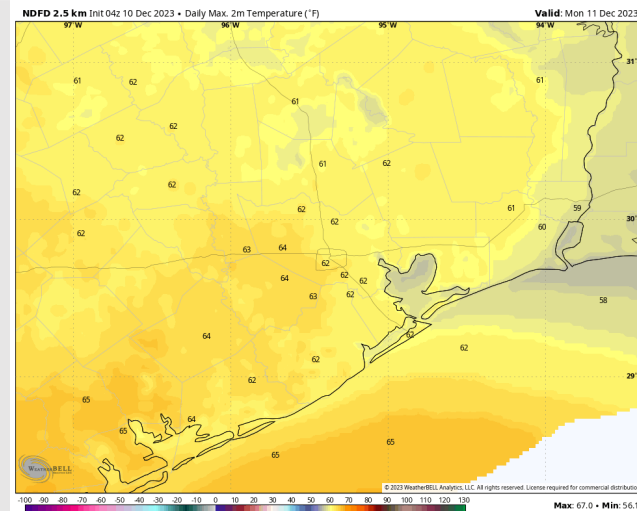 NDFD 2.5 km Init 04z 10 Dec 2023 • Daily Max. 2m Temperature (°F) Valid: Mon 11 Dec 2023
97°W 96°W 95°W 94°W
31°
61 62 61
61
62 62
61 62
62 62
62 61 59
62 60
62
30°
63 64
62
64 62 62
63 62
58
64 62
62
62
29°
62
65
64
65
65
65
WEATHERBELL
© 2023 WeatherBELL Analytics, LLC. All rights reserved. License required for commercial distributio
-100 -90 -80 -70 -60 -50 -40 -30 -20 -10 0 10 20 30 40 50 60 70 80 90 100 110 120 130
Max: 67.0 • Min: 56.